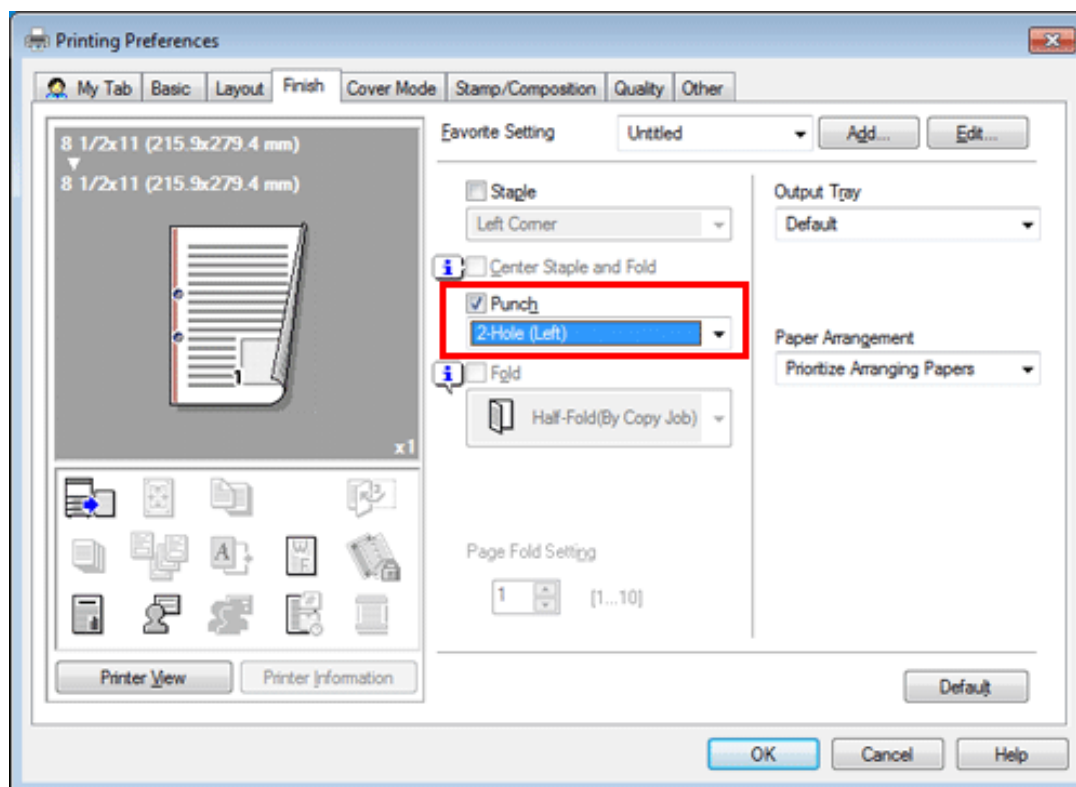 Printing Preferences
My Tab Basic Layout Finish Cover Mode Stamp/Composition Quality Other
8 1/2x11 (215.9x279.4 mm)
8 1/2x11 (215.9x279.4 mm)
1
x1
Favorite Setting Untitled Add... Edit...
Staple
Left Corner
Center Staple and Fold
Punch
2-Hole (Left)
Fold
Half-Fold(By Copy Job)
Page Fold Setting
1 [1...10]
Output Tray
Default
Paper Arrangement
Prioritize Arranging Papers
2
A
W/F
Printer View Printer Information
Default
OK Cancel Help